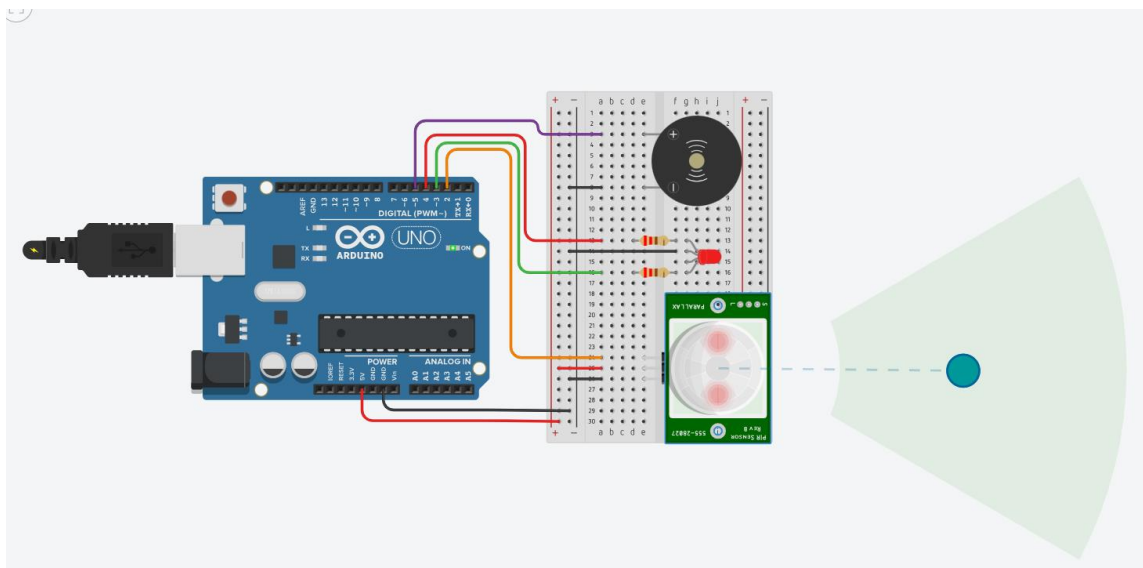 + - a b c d e f g h i j + -
AREF
GND
13
12
~11
~10
~9
8
7
~6
~5
4
~3
2
TX→1
RX←0
DIGITAL (PWM~)
L
TX
RX
UNO
ON
ARDUINO
POWER
ANALOG IN
IOREF
RESET
3.3V
5V
GND
GND
Vin
A0
A1
A2
A3
A4
A5
PARALLAX
555-28027
PIR SENSOR
REV B
+ - a b c d e + -